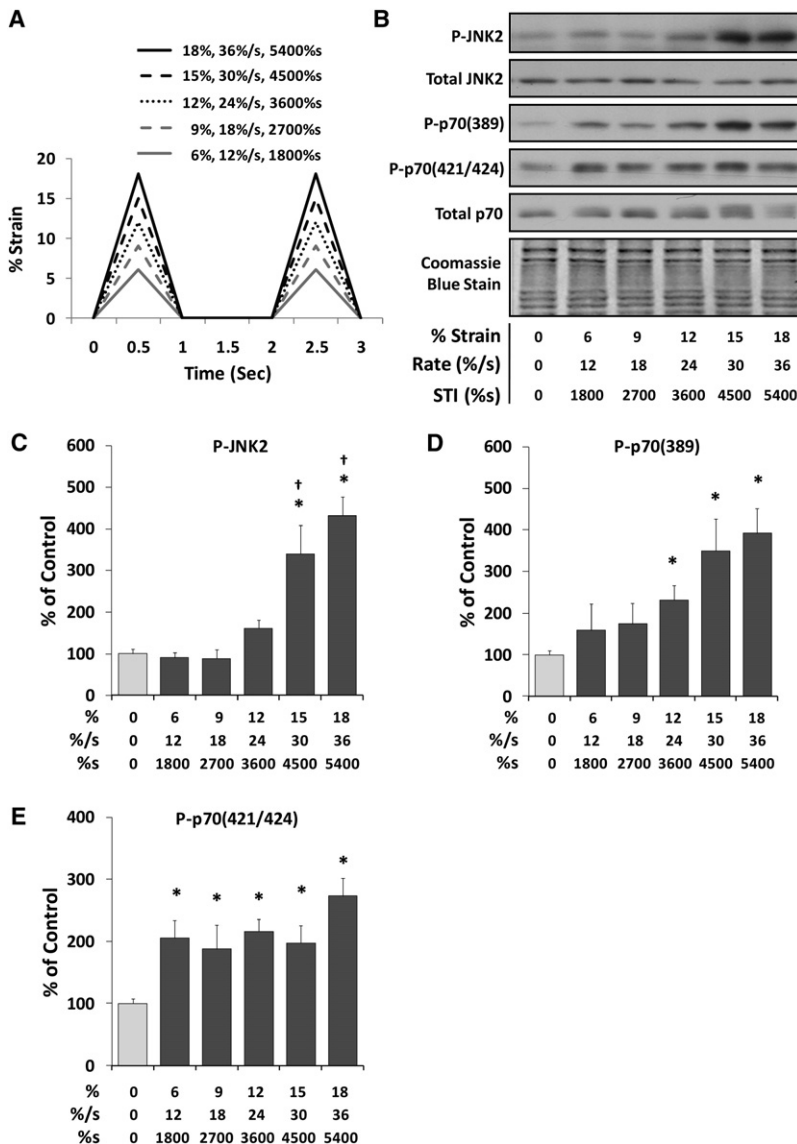 A
18%, 36%/s, 5400%s
15%, 30%/s, 4500%s
12%, 24%/s, 3600%s
9%, 18%/s, 2700%s
6%, 12%/s, 1800%s
% Strain
20
15
10
5
0
0 0.5 1 1.5 2 2.5 3
Time (Sec)
B
P-JNK2
Total JNK2
P-p70(389)
P-p70(421/424)
Total p70
Coomassie
Blue Stain
% Strain 0 6 9 12 15 18
Rate (%/s) 0 12 18 24 30 36
STI (%s) 0 1800 2700 3600 4500 5400
C
P-JNK2
% of Control
600
500
400
300
200
100
0
† †
* *
% 0 6 9 12 15 18
%/s 0 12 18 24 30 36
%s 0 1800 2700 3600 4500 5400
D
P-p70(389)
% of Control
600
500
400
300
200
100
0
* * *
% 0 6 9 12 15 18
%/s 0 12 18 24 30 36
%s 0 1800 2700 3600 4500 5400
E
P-p70(421/424)
% of Control
400
300
200
100
0
* * * * *
% 0 6 9 12 15 18
%/s 0 12 18 24 30 36
%s 0 1800 2700 3600 4500 5400